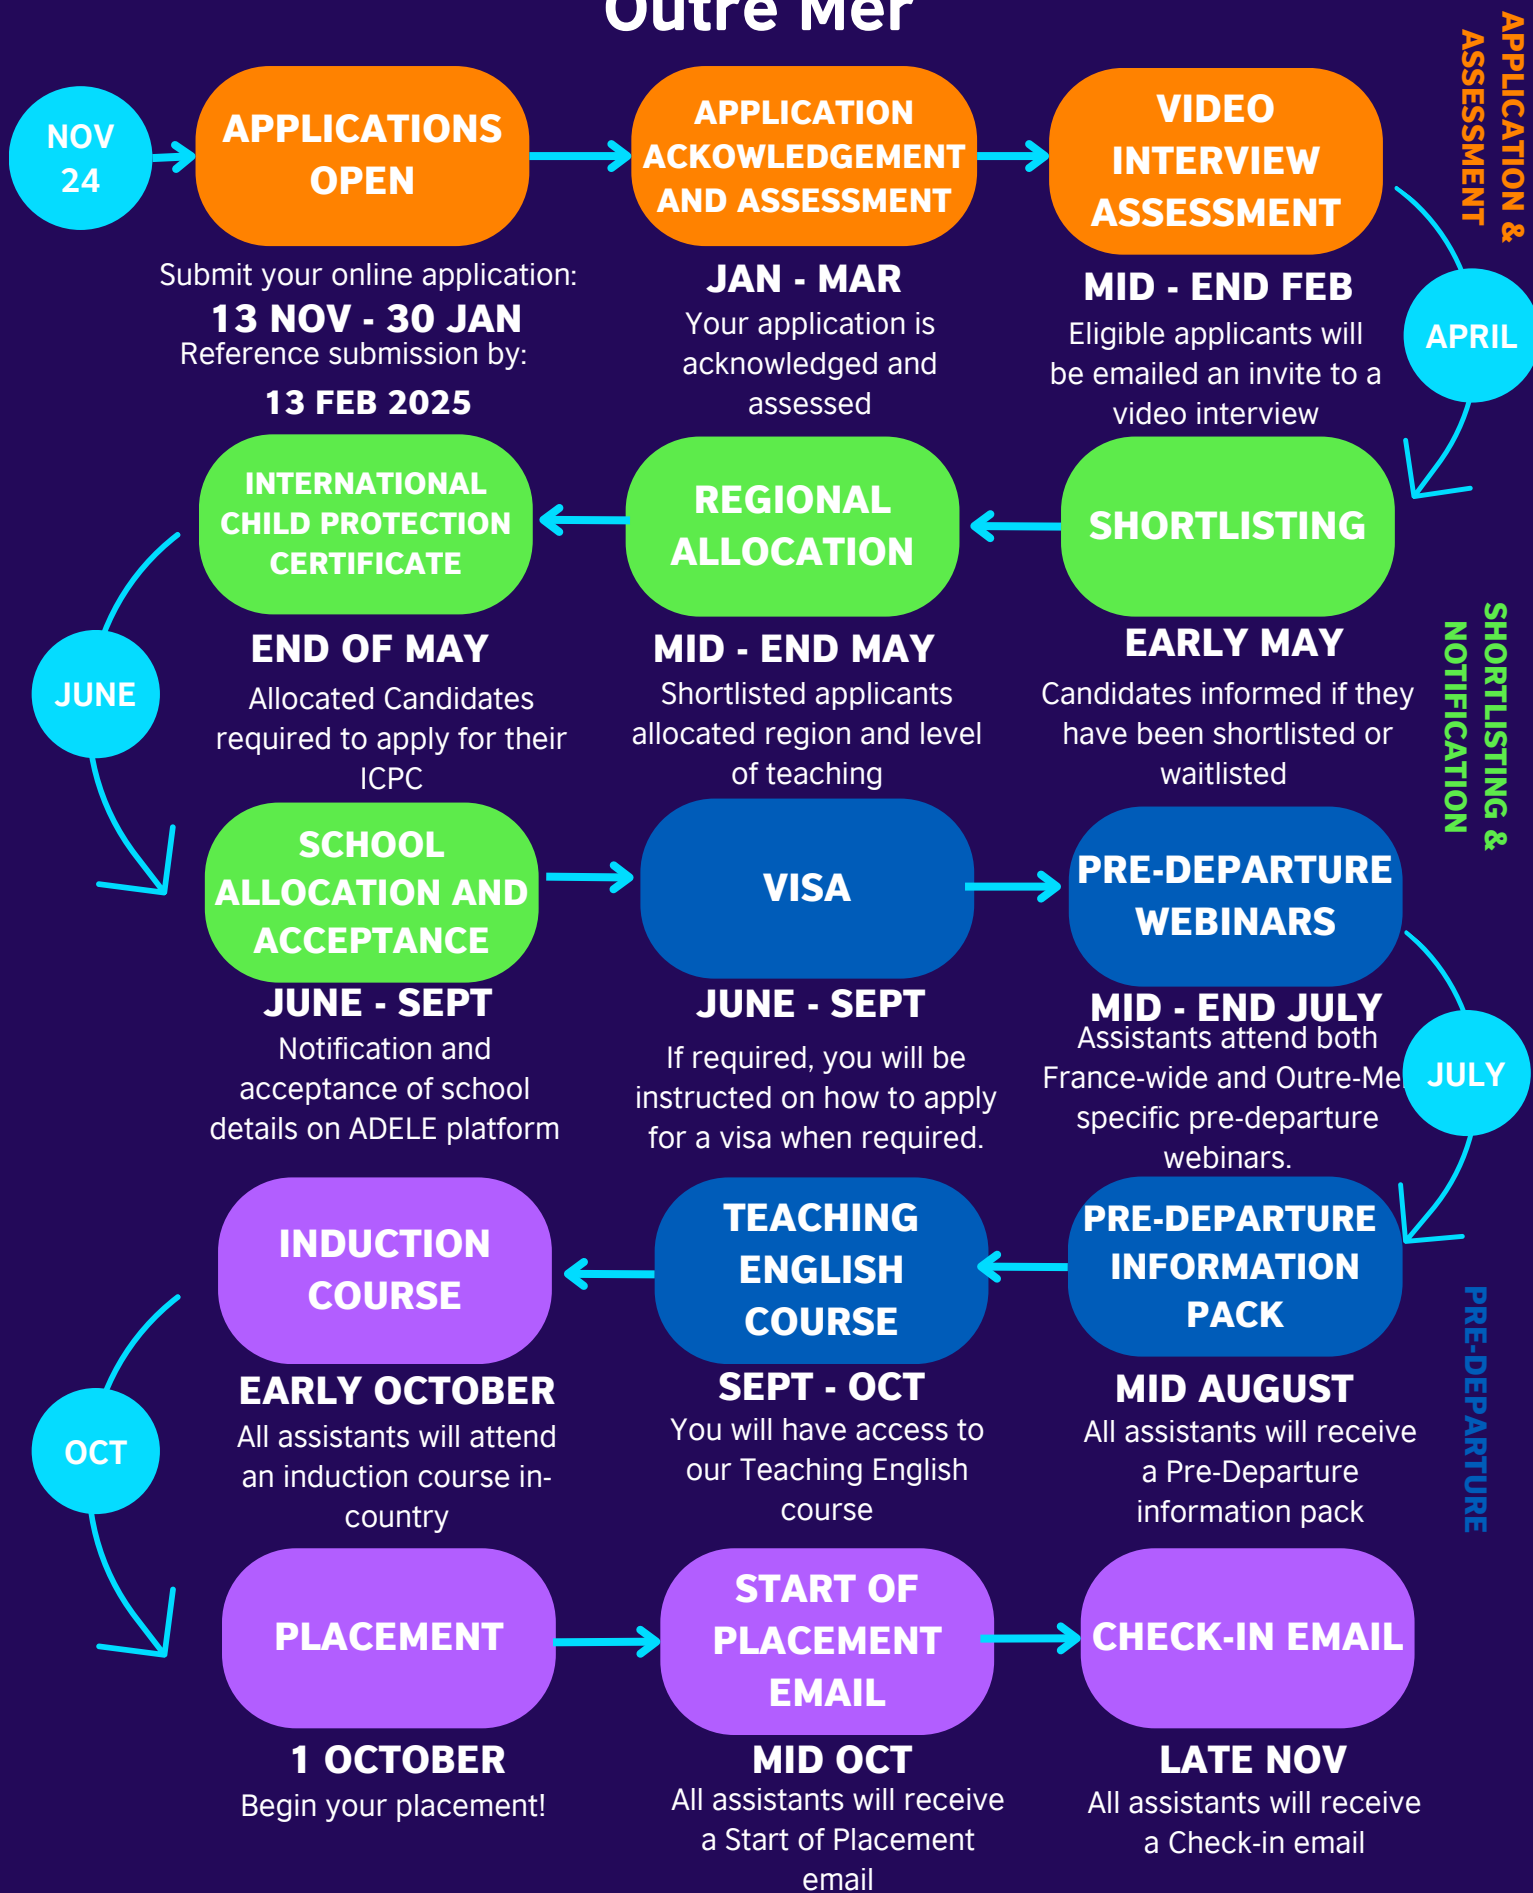 Outre Mer
APPLICATION &
ASSESSMENT
NOV
24
APPLICATIONS
OPEN
Submit your online application:
13 NOV - 30 JAN
Reference submission by:
13 FEB 2025
APPLICATION
ACKOWLEDGEMENT
AND ASSESSMENT
JAN - MAR
Your application is
acknowledged and
assessed
VIDEO
INTERVIEW
ASSESSMENT
MID - END FEB
Eligible applicants will
be emailed an invite to a
video interview
APRIL
SHORTLISTING
EARLY MAY
Candidates informed if they
have been shortlisted or
waitlisted
REGIONAL
ALLOCATION
MID - END MAY
Shortlisted applicants
allocated region and level
of teaching
INTERNATIONAL
CHILD PROTECTION
CERTIFICATE
END OF MAY
Allocated Candidates
required to apply for their
ICPC
SHORTLISTING &
NOTIFICATION
JUNE
SCHOOL
ALLOCATION AND
ACCEPTANCE
JUNE - SEPT
Notification and
acceptance of school
details on ADELE platform
VISA
JUNE - SEPT
If required, you will be
instructed on how to apply
for a visa when required.
PRE-DEPARTURE
WEBINARS
MID - END JULY
Assistants attend both
France-wide and Outre-Mer
specific pre-departure
webinars.
JULY
PRE-DEPARTURE
INFORMATION
PACK
MID AUGUST
All assistants will receive
a Pre-Departure
information pack
TEACHING
ENGLISH
COURSE
SEPT - OCT
You will have access to
our Teaching English
course
INDUCTION
COURSE
EARLY OCTOBER
All assistants will attend
an induction course in-
country
PRE-DEPARTURE
OCT
PLACEMENT
1 OCTOBER
Begin your placement!
START OF
PLACEMENT
EMAIL
MID OCT
All assistants will receive
a Start of Placement
email
CHECK-IN EMAIL
LATE NOV
All assistants will receive
a Check-in email